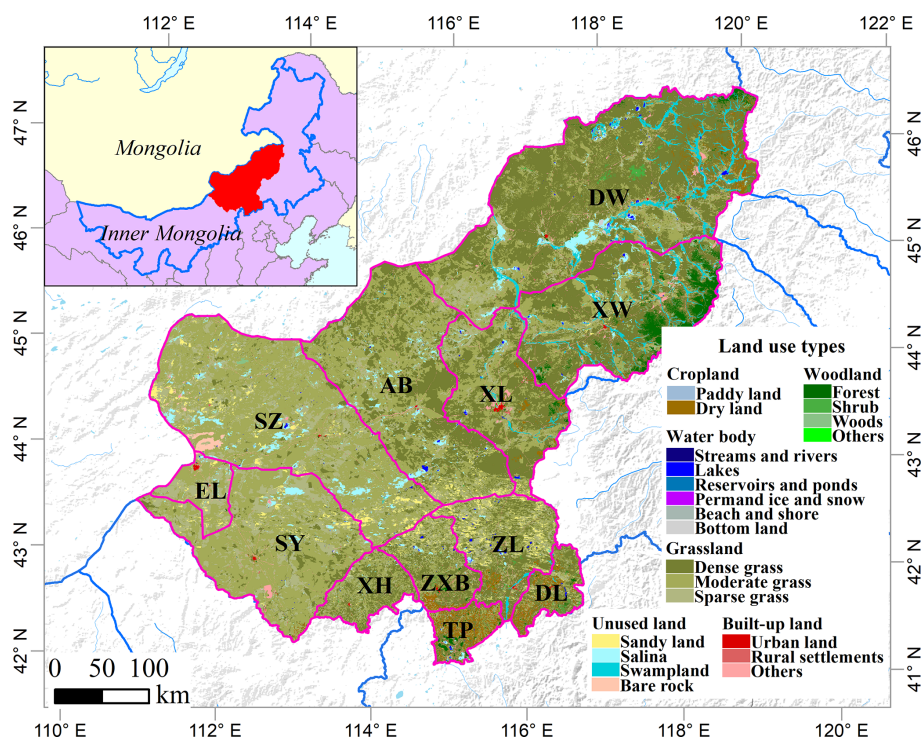 112° E 114° E 116° E 118° E 120° E 122° E
47° N
46° N
45° N
44° N
43° N
42° N
46° N
45° N
44° N
43° N
42° N
41° N
Mongolia
Inner Mongolia
DW
XW
AB
XL
SZ
EL
SY
ZL
XH
ZXB
DL
TP
Land use types
Cropland
Paddy land
Dry land
Water body
Streams and rivers
Lakes
Reservoirs and ponds
Permand ice and snow
Beach and shore
Bottom land
Grassland
Dense grass
Moderate grass
Sparse grass
Woodland
Forest
Shrub
Woods
Others
Unused land
Sandy land
Salina
Swampland
Bare rock
Built-up land
Urban land
Rural settlements
Others
0 50 100
km
110° E 112° E 114° E 116° E 118° E 120° E